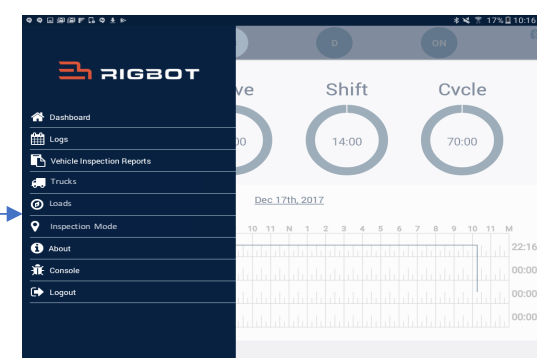 17% 10:16
D ON
RIGBOT
ve Shift Cvcle
Dashboard
Logs
00 14:00 70:00
Vehicle Inspection Reports
Trucks
Loads
Dec 17th, 2017
Inspection Mode
10 11 N 1 2 3 4 5 6 7 8 9 10 11 M
About
22:16
Console
00:00
Logout
00:00
00:00